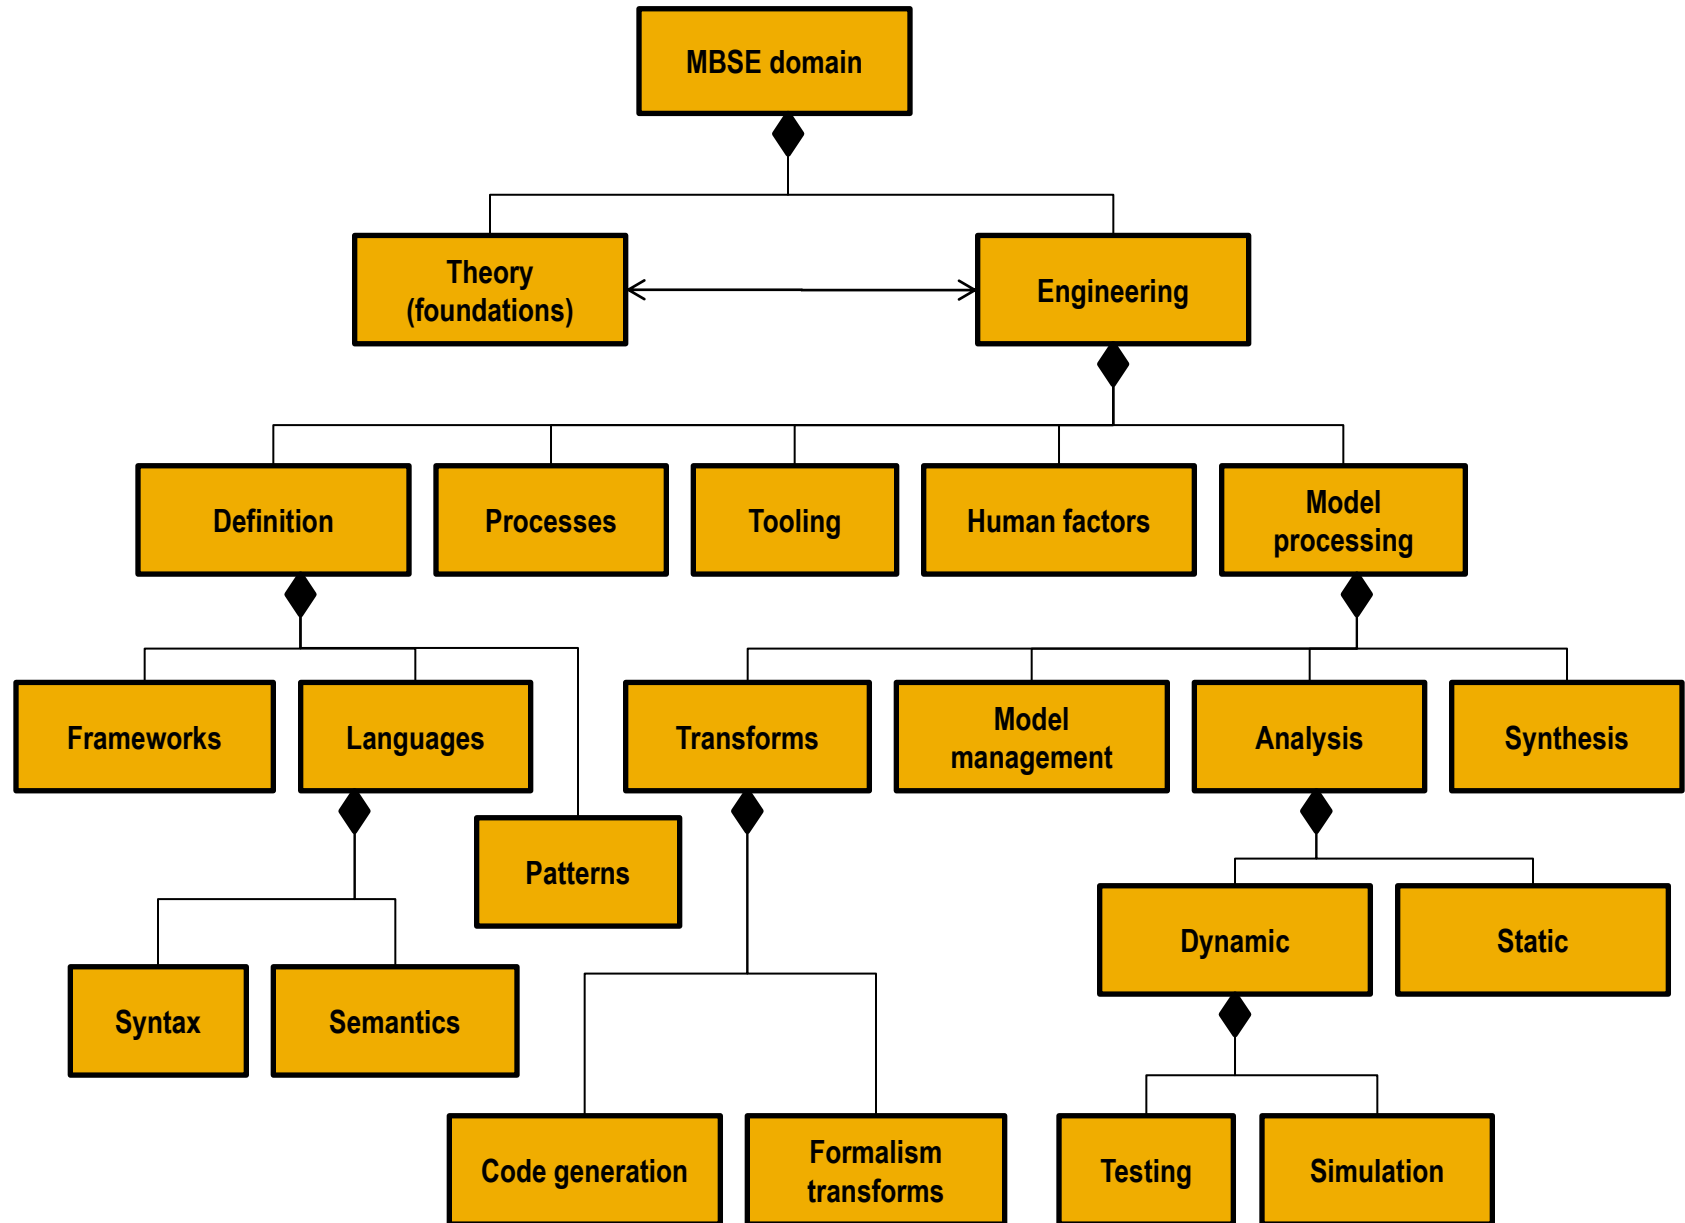 MBSE domain
Theory
(foundations)
Engineering
Definition
Processes
Tooling
Human factors
Model
processing
Frameworks
Languages
Transforms
Model
management
Analysis
Synthesis
Patterns
Dynamic
Static
Syntax
Semantics
Code generation
Formalism
transforms
Testing
Simulation